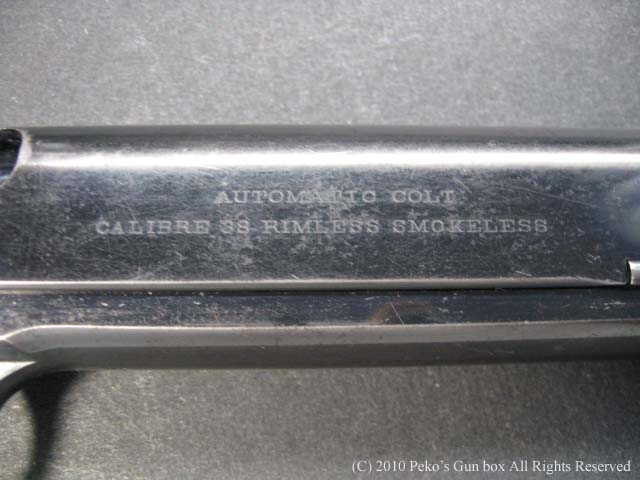 AUTOMATIC COLT
CALIBRE 38 RIMLESS SMOKELESS
(C) 2010 Peko's Gun box All Rights Reserved